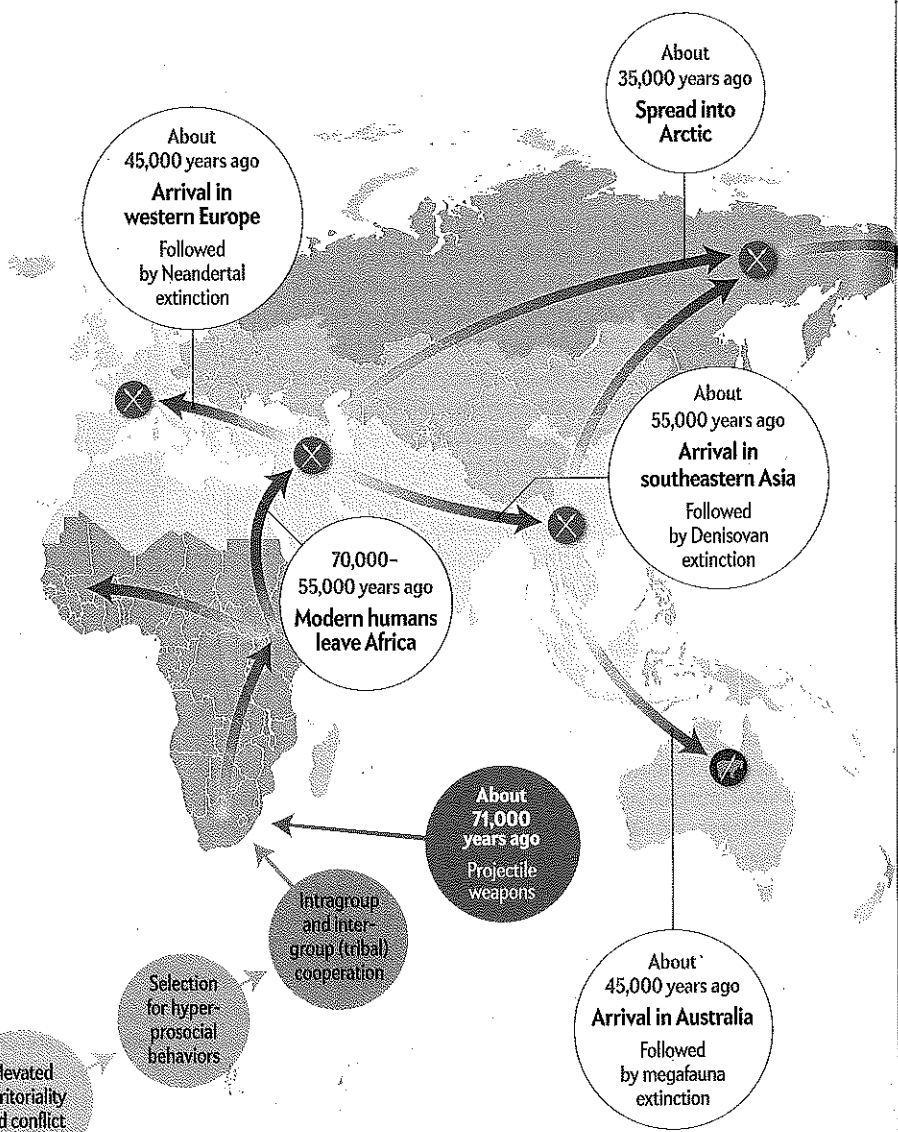 About
35,000 years ago
Spread into
Arctic
About
45,000 years ago
Arrival in
western Europe
Followed
by Neandertal
extinction
About
55,000 years ago
Arrival in
southeastern Asia
Followed
by Denisovan
extinction
70,000–
55,000 years ago
Modern humans
leave Africa
About
71,000
years ago
Projectile
weapons
Intragroup
and inter-
group (tribal)
cooperation
Selection
for hyper-
prosocial
behaviors
About
45,000 years ago
Arrival in Australia
Followed
by megafauna
extinction
conflict